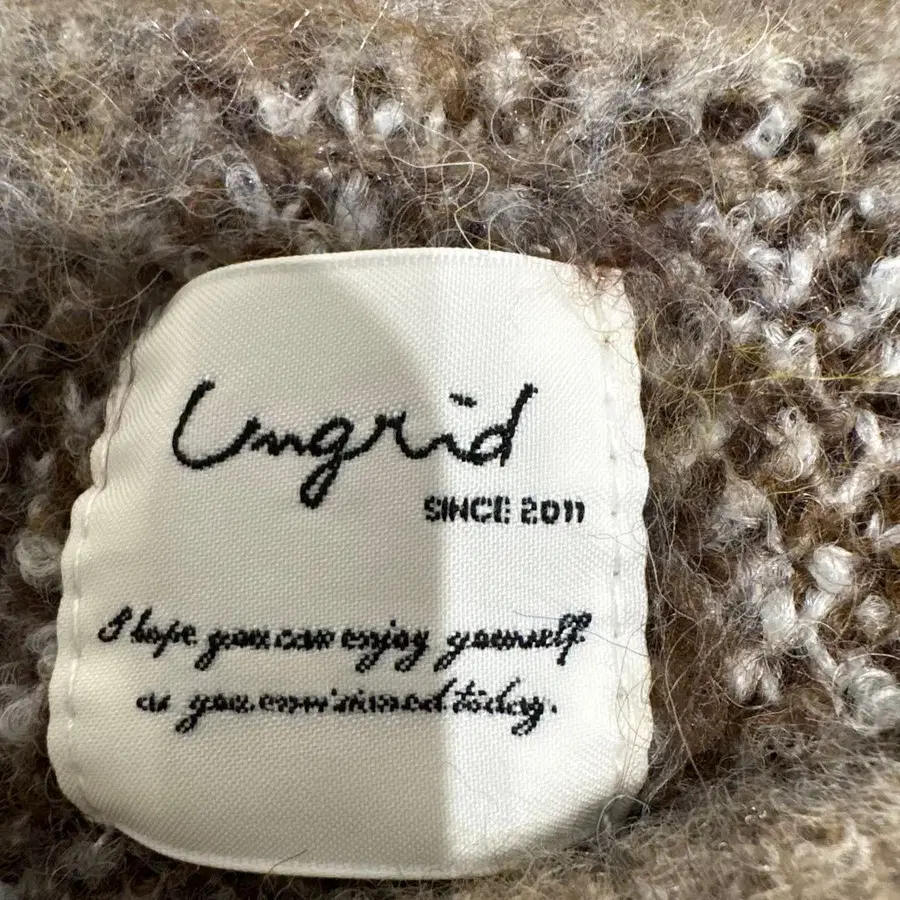 Ungrid
SINCE 2011
I hope you can enjoy yourself
as you envisioned today.